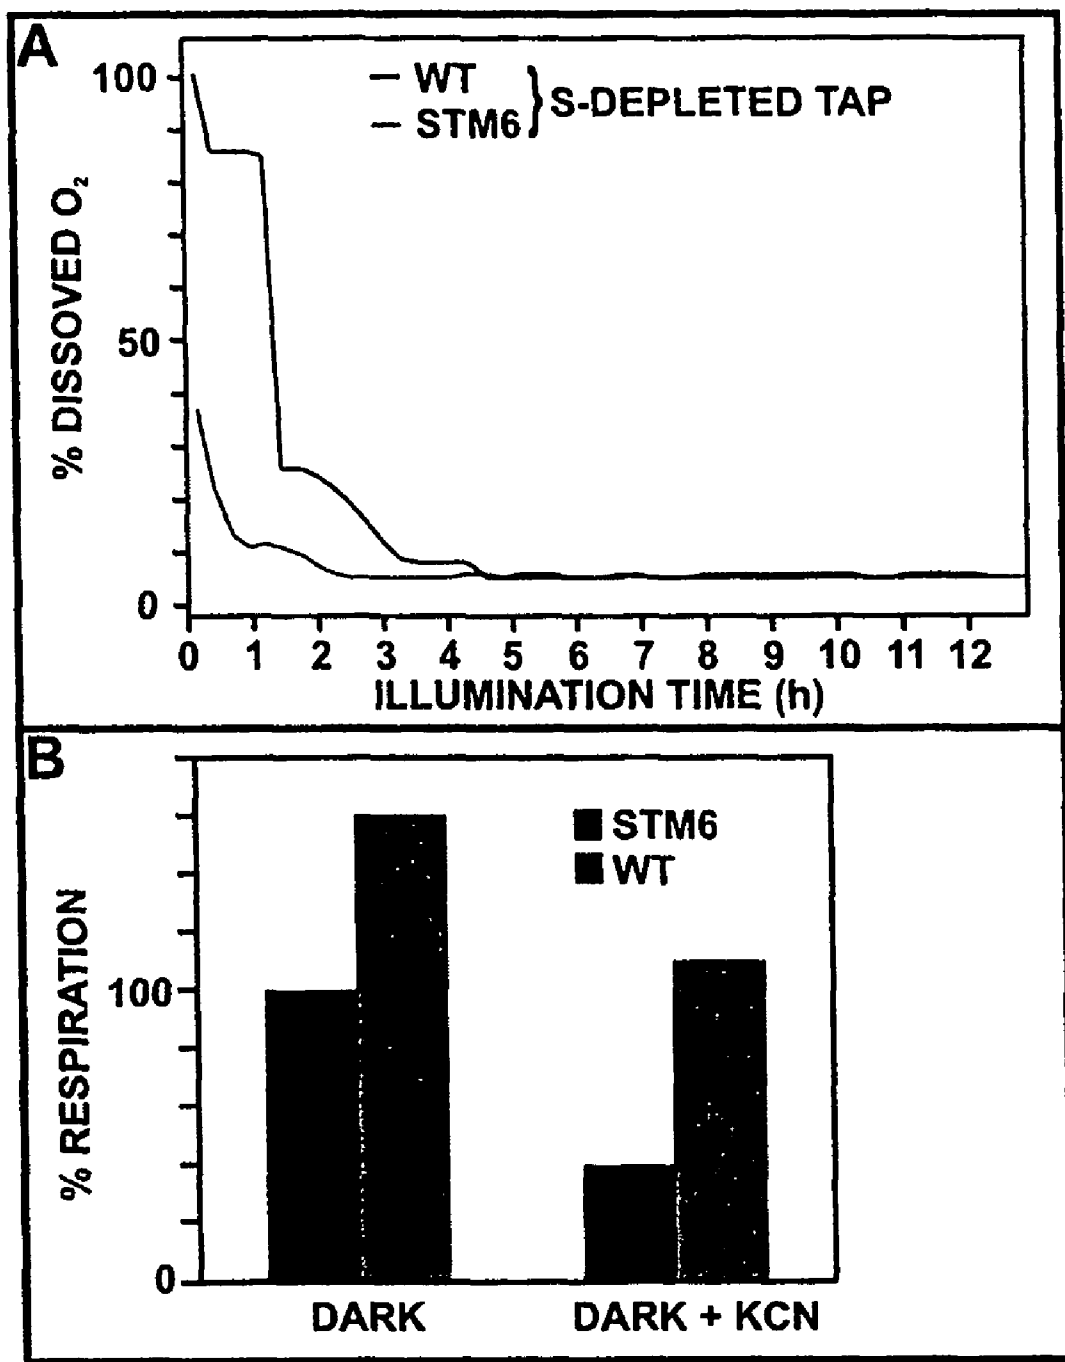 A
100
50
0
% DISSOVED O₂
— WT
— STM6
} S-DEPLETED TAP
0 1 2 3 4 5 6 7 8 9 10 11 12
ILLUMINATION TIME (h)
B
% RESPIRATION
100
0
STM6
WT
DARK
DARK + KCN